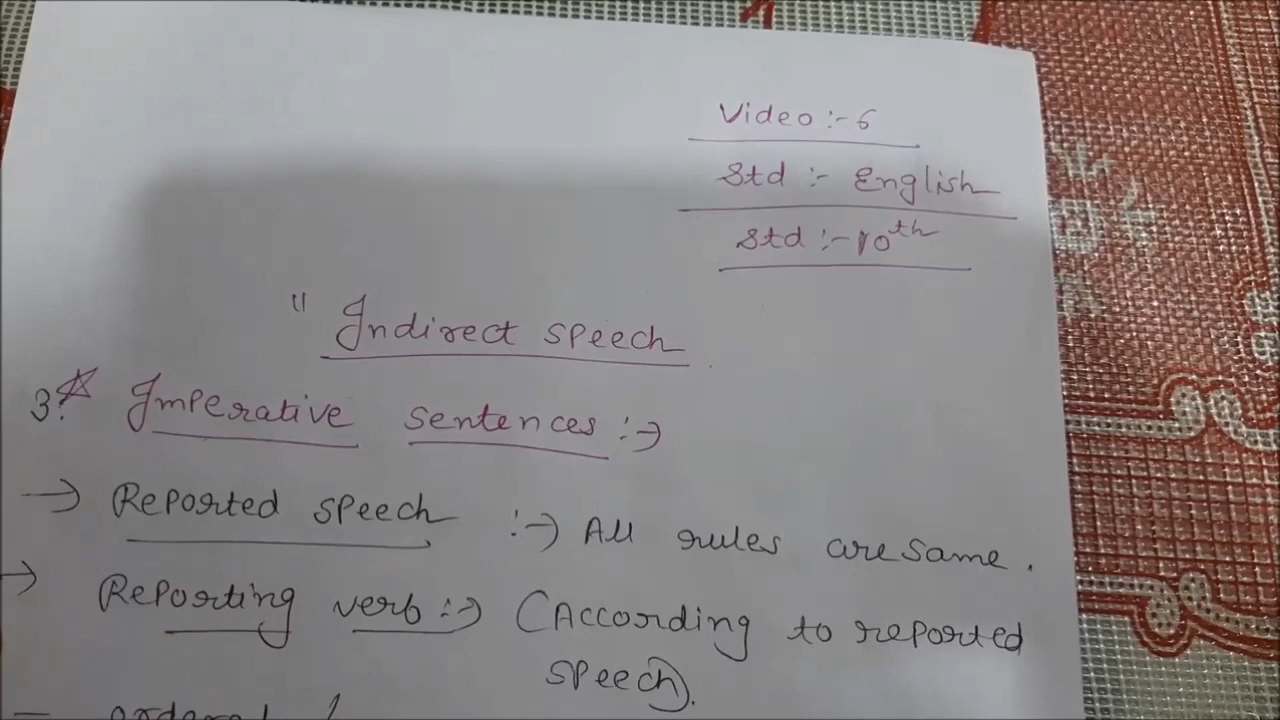 Video :- 6
Std :- English
Std :- 10th
" Indirect speech
3. Imperative sentences :->
-> Reported speech :-> All rules are same.
-> Reporting verb :-> (According to reported
speech).
- ordered /